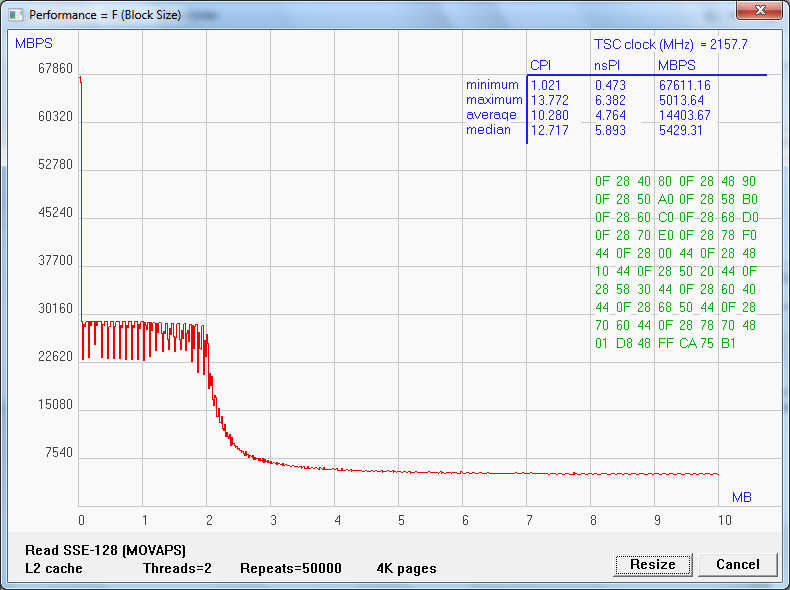 Performance = F (Block Size)
MBPS
TSC clock (MHz) = 2157.7
CPI nsPI MBPS
minimum 1.021 0.473 67611.16
maximum 13.772 6.382 5013.64
average 10.280 4.764 14403.67
median 12.717 5.893 5429.31
67860
60320
52780
45240
37700
30160
22620
15080
7540
0F 28 40 80 0F 28 48 90
0F 28 50 A0 0F 28 58 B0
0F 28 60 C0 0F 28 68 D0
0F 28 70 E0 0F 28 78 F0
44 0F 28 00 44 0F 28 48
10 44 0F 28 50 20 44 0F
28 58 30 44 0F 28 60 40
44 0F 28 68 50 44 0F 28
70 60 44 0F 28 78 70 48
01 D8 48 FF CA 75 B1
MB
0 1 2 3 4 5 6 7 8 9 10
Read SSE-128 (MOVAPS)
L2 cache Threads=2 Repeats=50000 4K pages
Resize Cancel